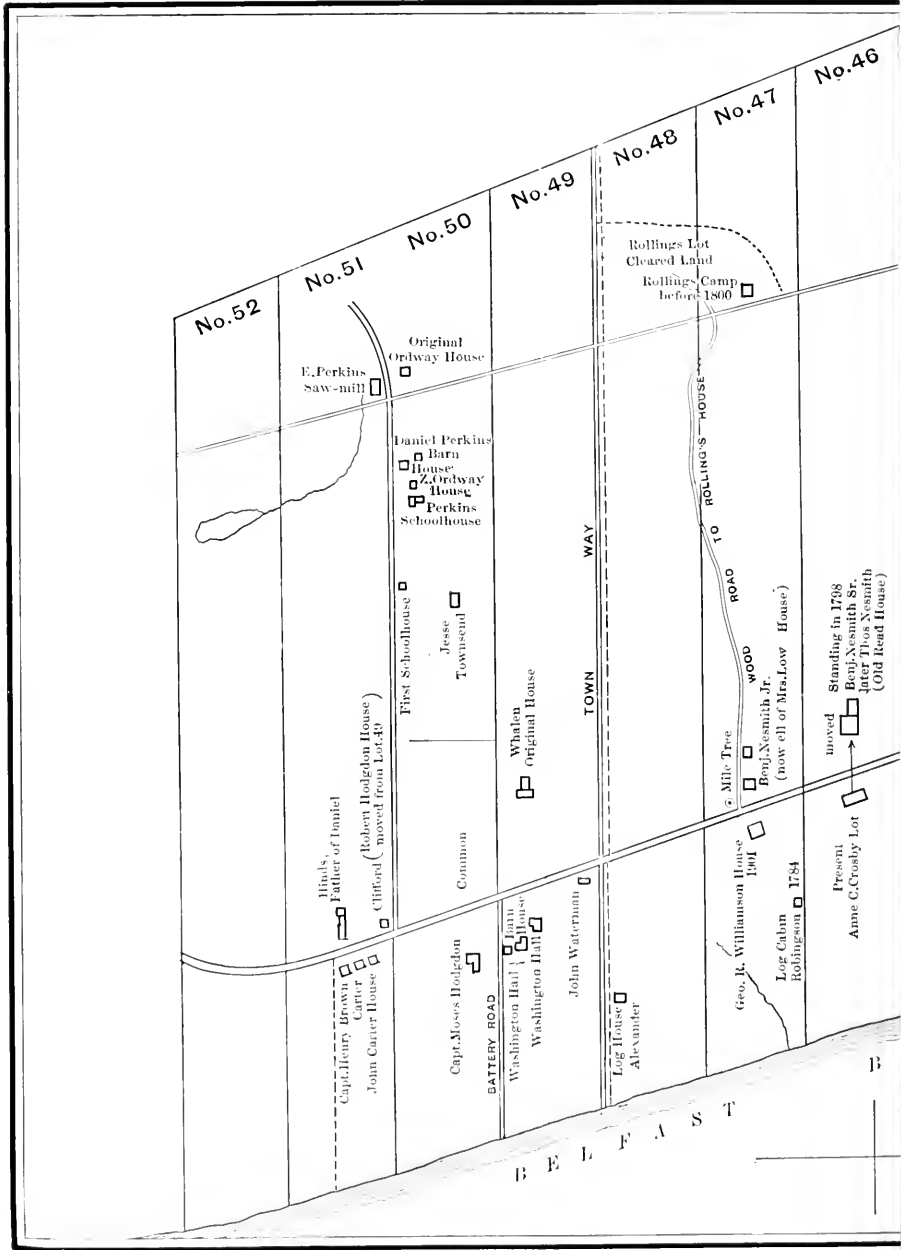 No.46
No.47
No.48
No.49
No.50
No.51
No.52
Rollings Lot
Cleared Land
Rollings Camp
before 1800
Original
Ordway House
E.Perkins
Saw-mill
Daniel Perkins
Barn
House
Z.Ordway
House
Perkins
Schoolhouse
First Schoolhouse
Jesse
Townsend
TOWN WAY
WOOD ROAD TO ROLLING'S HOUSE
Whalen
Original House
Mile Tree
Benj.Nesmith Jr.
(now ell of Mrs.Low House)
moved
Standing in 1798
Benj.Nesmith Sr.
later Thos Nesmith
(Old Read House)
Hinds,
Father of Daniel
Clifford (Robert Hodgdon House
moved from Lot.49)
Common
Capt.Henry Brown
Carter
John Carter House
Capt.Moses Hodgdon
BATTERY ROAD
Washington Hall
Barn
House
Washington Hall
John Waterman
Log House
Alexander
Geo. R. Williamson House
1901
Log Cabn 1784
Robingson
Present
Anne C.Crosby Lot
BELFAST
B